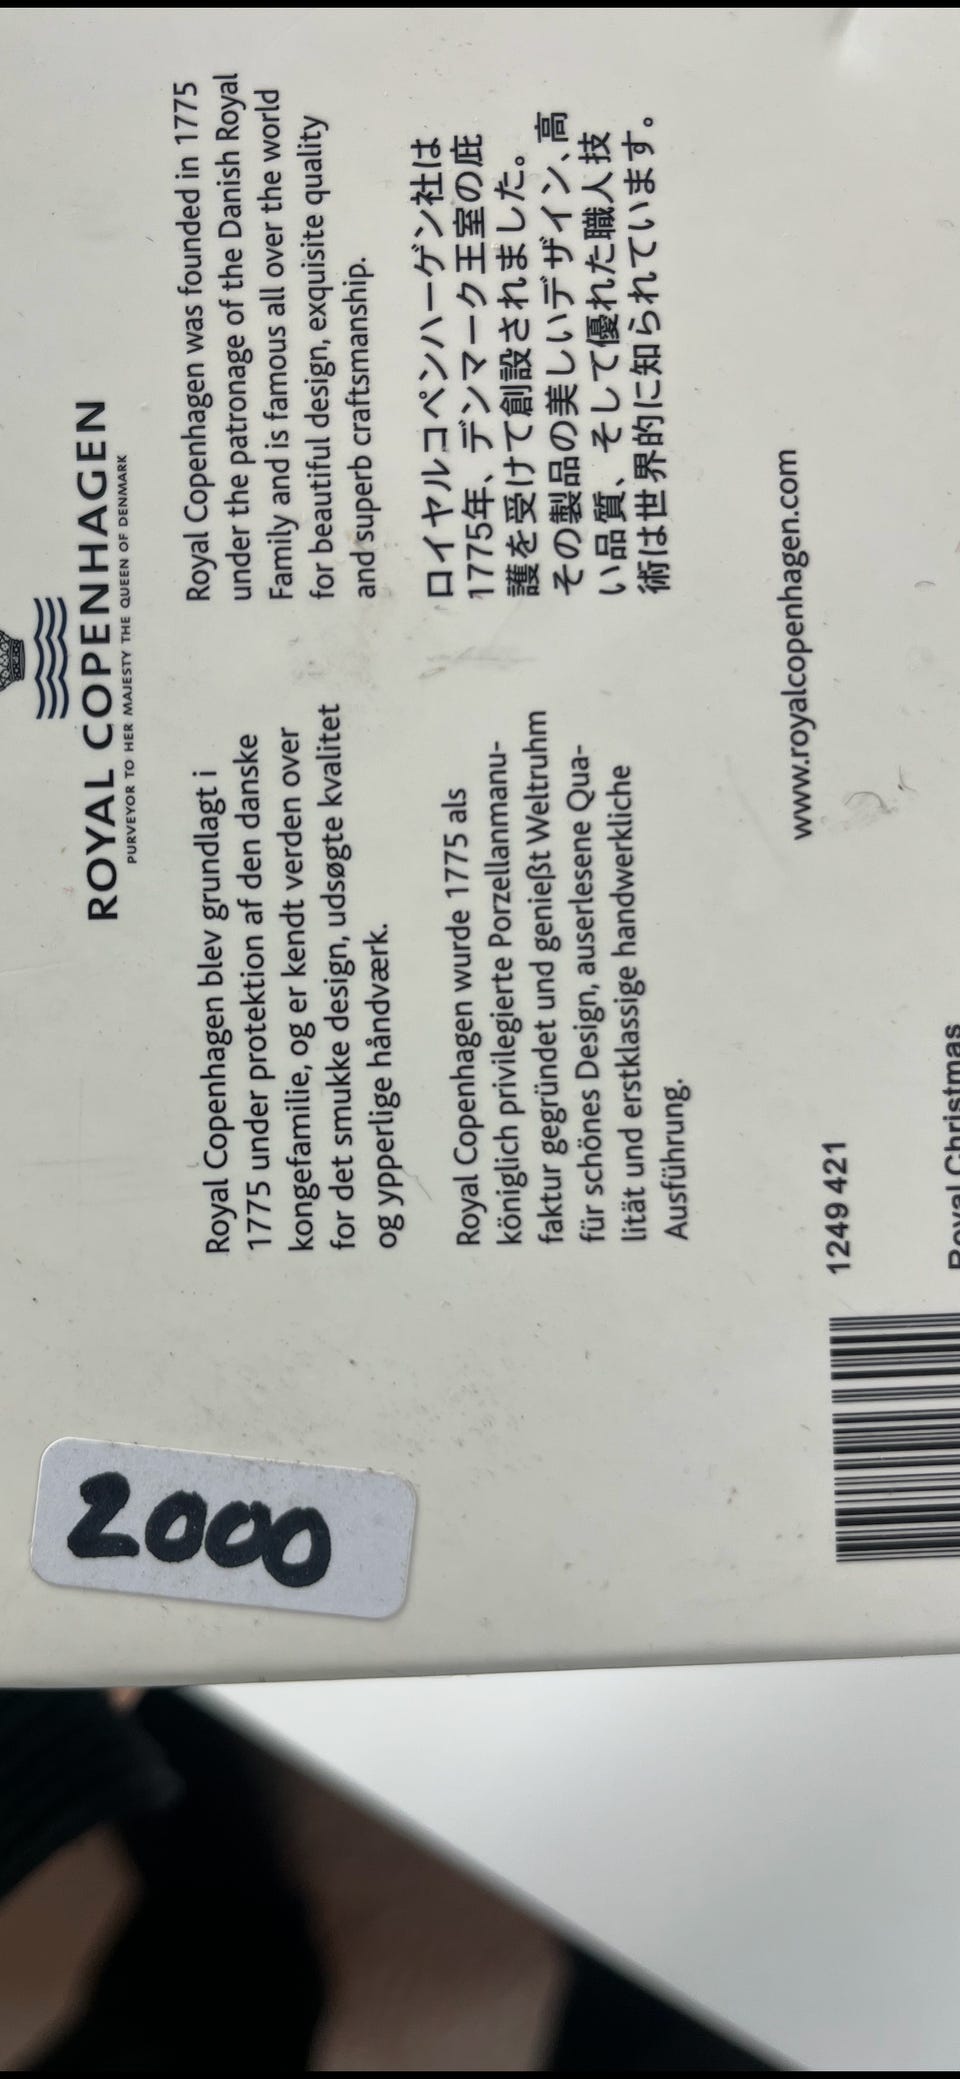 ROYAL COPENHAGEN
PURVEYOR TO HER MAJESTY THE QUEEN OF DENMARK
Royal Copenhagen blev grundlagt i
1775 under protektion af den danske
kongefamilie, og er kendt verden over
for det smukke design, udsøgte kvalitet
og ypperlige håndværk.
Royal Copenhagen was founded in 1775
under the patronage of the Danish Royal
Family and is famous all over the world
for beautiful design, exquisite quality
and superb craftsmanship.
Royal Copenhagen wurde 1775 als
königlich privilegierte Porzellanmanu-
faktur gegründet und genießt Weltruhm
für schönes Design, auserlesene Qua-
lität und erstklassige handwerkliche
Ausführung.
ロイヤルコペンハーゲン社は
1775年、デンマーク王室の庇
護を受けて創設されました。
その製品の美しいデザイン、高
い品質、そして優れた職人技
術は世界的に知られています。
www.royalcopenhagen.com
2000
1249 421
Royal Christmas